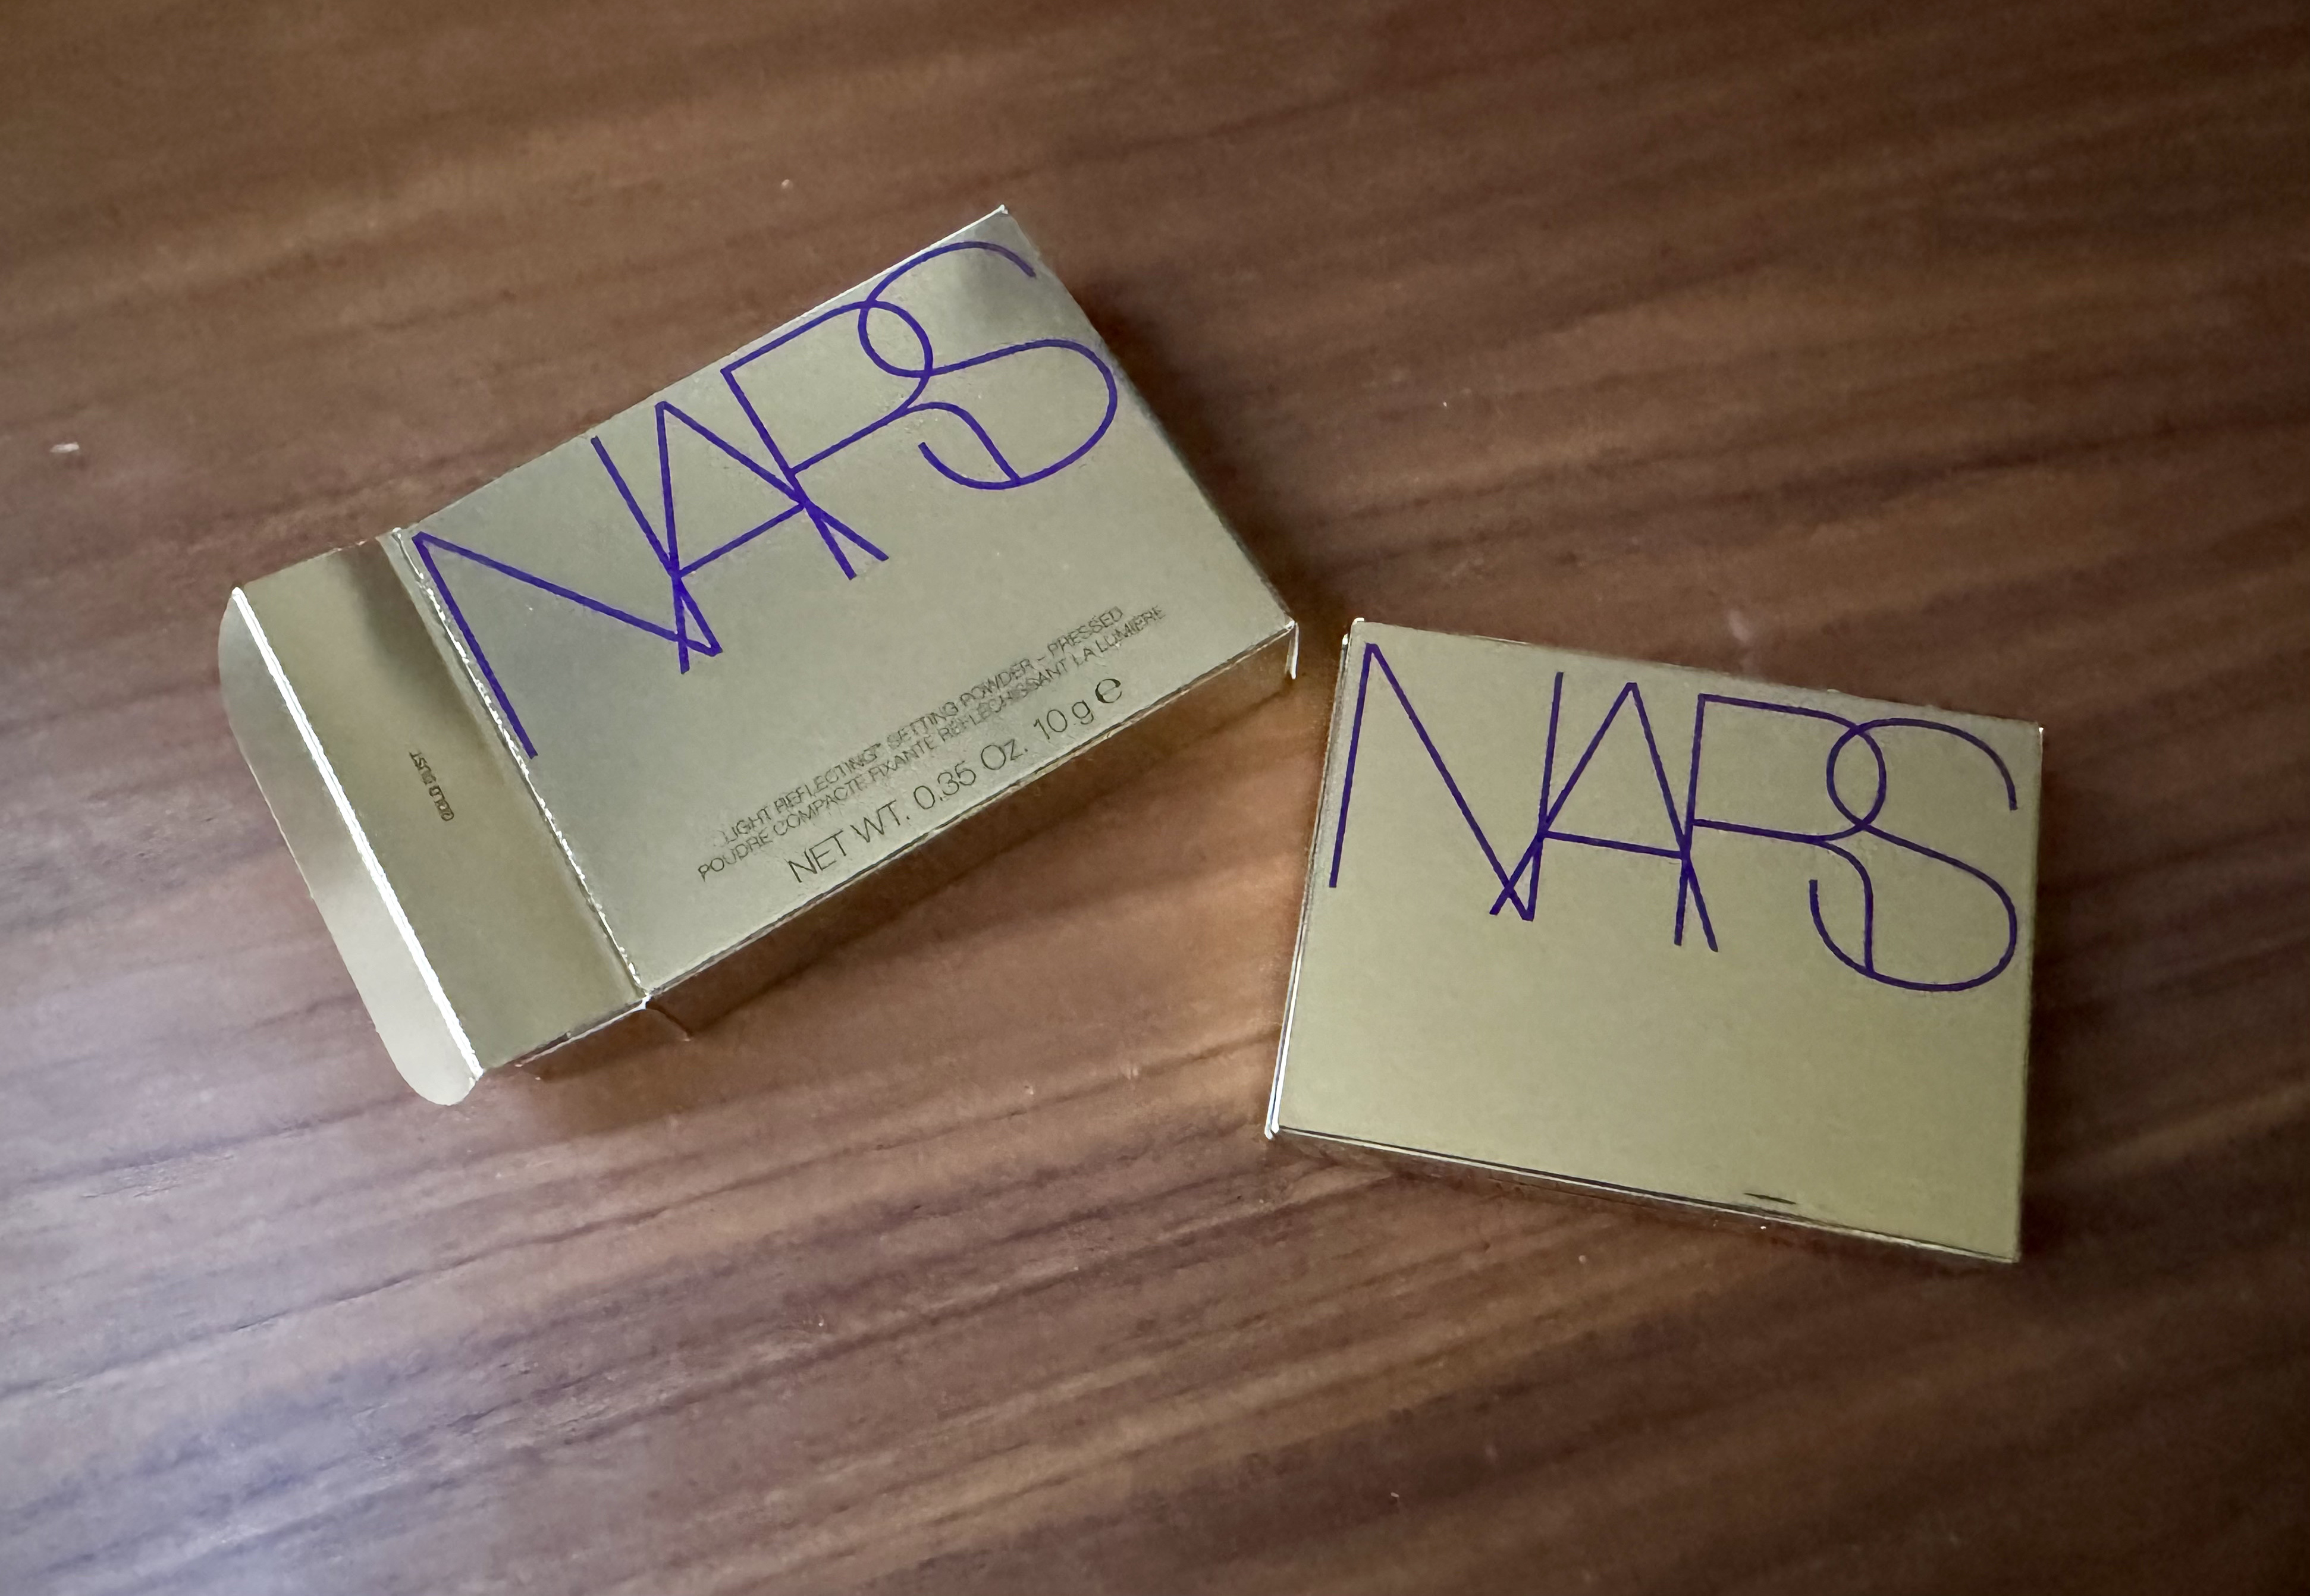 NARS
LIGHT REFLECTING™ SETTING POWDER - PRESSED
POUDRE COMPACTE FIXANTE RÉFLÉCHISSANT LA LUMIÈRE
NET WT. 0.35 Oz. 10 g ℮
GOLD DUST
NARS